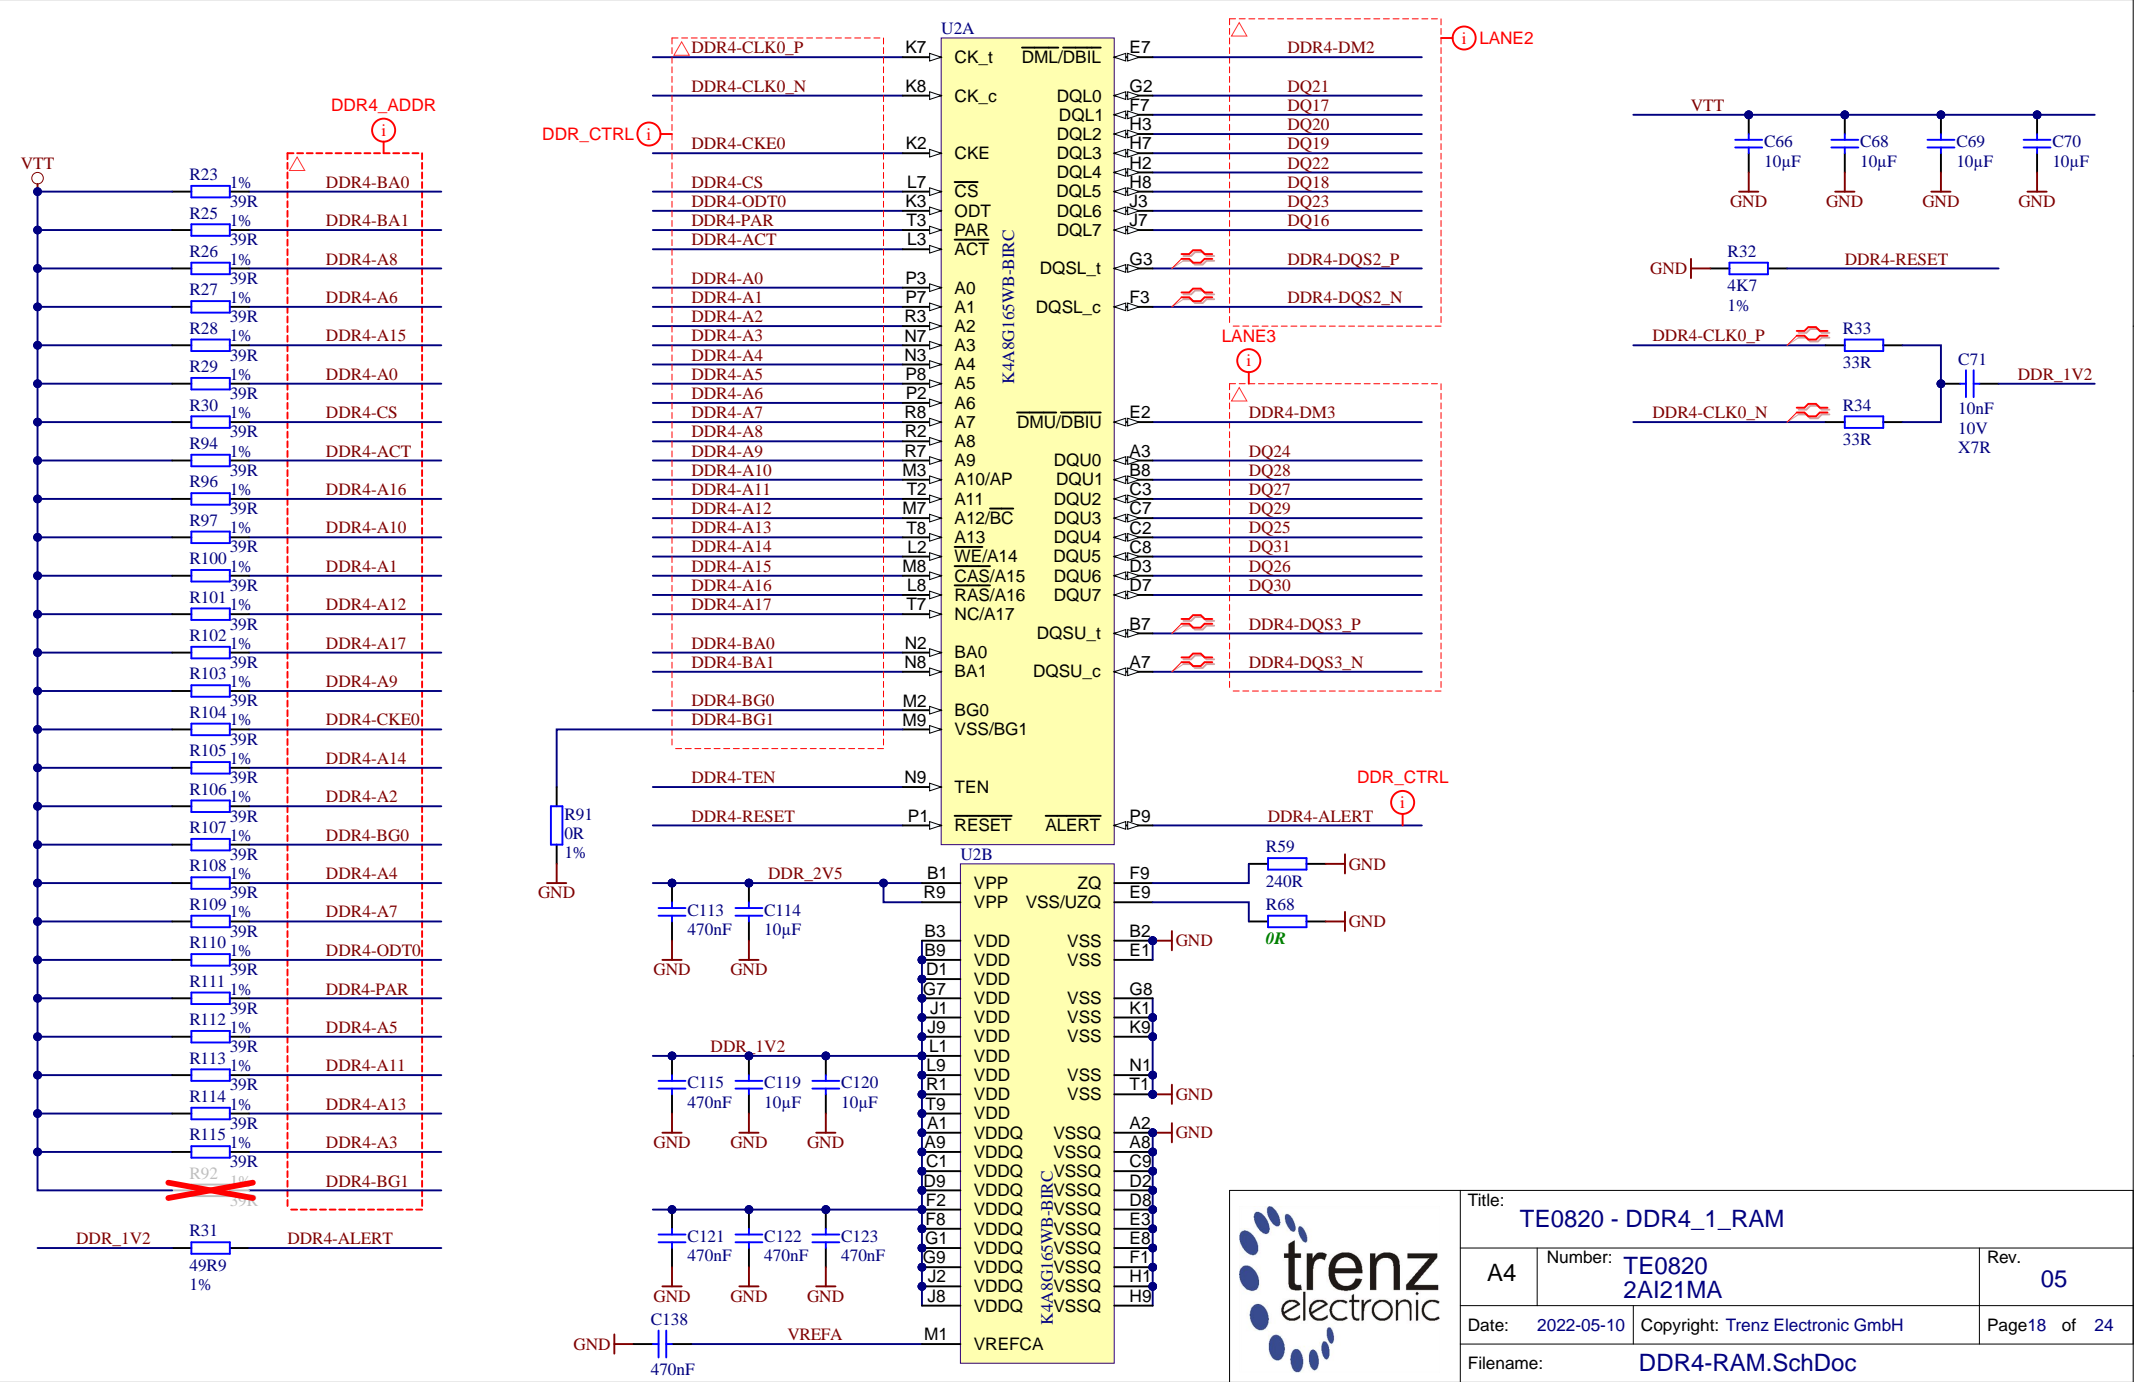 DDR4_ADDR
i
VTT
R23 1% 39R DDR4-BA0
R25 1% 39R DDR4-BA1
R26 1% 39R DDR4-A8
R27 1% 39R DDR4-A6
R28 1% 39R DDR4-A15
R29 1% 39R DDR4-A0
R30 1% 39R DDR4-CS
R94 1% 39R DDR4-ACT
R96 1% 39R DDR4-A16
R97 1% 39R DDR4-A10
R100 1% 39R DDR4-A1
R101 1% 39R DDR4-A12
R102 1% 39R DDR4-A17
R103 1% 39R DDR4-A9
R104 1% 39R DDR4-CKE0
R105 1% 39R DDR4-A14
R106 1% 39R DDR4-A2
R107 1% 39R DDR4-BG0
R108 1% 39R DDR4-A4
R109 1% 39R DDR4-A7
R110 1% 39R DDR4-ODT0
R111 1% 39R DDR4-PAR
R112 1% 39R DDR4-A5
R113 1% 39R DDR4-A11
R114 1% 39R DDR4-A13
R115 1% 39R DDR4-A3
R92 1% 39R DDR4-BG1
DDR_1V2 R31 DDR4-ALERT
49R9
1%
U2A
K4A8G165WB-BIRC
DDR_CTRL i
DDR4-CLK0_P K7 CK_t
DDR4-CLK0_N K8 CK_c
DDR4-CKE0 K2 CKE
DDR4-CS L7 CS
DDR4-ODT0 K3 ODT
DDR4-PAR T3 PAR
DDR4-ACT L3 ACT
DDR4-A0 P3 A0
DDR4-A1 P7 A1
DDR4-A2 R3 A2
DDR4-A3 N7 A3
DDR4-A4 N3 A4
DDR4-A5 P8 A5
DDR4-A6 P2 A6
DDR4-A7 R8 A7
DDR4-A8 R2 A8
DDR4-A9 R7 A9
DDR4-A10 M3 A10/AP
DDR4-A11 T2 A11
DDR4-A12 M7 A12/BC
DDR4-A13 T8 A13
DDR4-A14 L2 WE/A14
DDR4-A15 M8 CAS/A15
DDR4-A16 L8 RAS/A16
DDR4-A17 T7 NC/A17
DDR4-BA0 N2 BA0
DDR4-BA1 N8 BA1
DDR4-BG0 M2 BG0
DDR4-BG1 M9 VSS/BG1
DDR4-TEN N9 TEN
DDR4-RESET P1 RESET
R91
0R
1%
GND
i LANE2
DML/DBIL E7 DDR4-DM2
DQL0 G2 DQ21
DQL1 F7 DQ17
DQL2 H3 DQ20
DQL3 H7 DQ19
DQL4 H2 DQ22
DQL5 H8 DQ18
DQL6 J3 DQ23
DQL7 J7 DQ16
DQSL_t G3 DDR4-DQS2_P
DQSL_c F3 DDR4-DQS2_N
LANE3
i
DMU/DBIU E2 DDR4-DM3
DQU0 A3 DQ24
DQU1 B8 DQ28
DQU2 C3 DQ27
DQU3 C7 DQ29
DQU4 C2 DQ25
DQU5 C8 DQ31
DQU6 D3 DQ26
DQU7 D7 DQ30
DQSU_t B7 DDR4-DQS3_P
DQSU_c A7 DDR4-DQS3_N
DDR_CTRL
i
ALERT P9 DDR4-ALERT
U2B
K4A8G165WB-BIRC
DDR_2V5 B1 VPP
R9 VPP
C113 470nF GND
C114 10µF GND
B3 VDD
B9 VDD
D1 VDD
G7 VDD
J1 VDD
J9 VDD
DDR_1V2 L1 VDD
L9 VDD
R1 VDD
T9 VDD
C115 470nF GND
C119 10µF GND
C120 10µF GND
A1 VDDQ
A9 VDDQ
C1 VDDQ
D9 VDDQ
F2 VDDQ
F8 VDDQ
G1 VDDQ
G9 VDDQ
J2 VDDQ
J8 VDDQ
C121 470nF GND
C122 470nF GND
C123 470nF GND
GND C138 470nF VREFA M1 VREFCA
ZQ F9 R59 240R GND
VSS/UZQ E9 R68 0R GND
VSS B2 GND
VSS E1
VSS G8
VSS K1
VSS K9
VSS N1
VSS T1 GND
VSSQ A2 GND
VSSQ A8
VSSQ C9
VSSQ D2
VSSQ D8
VSSQ E3
VSSQ E8
VSSQ F1
VSSQ H1
VSSQ H9
VTT
C66 10µF GND
C68 10µF GND
C69 10µF GND
C70 10µF GND
GND R32 DDR4-RESET
4K7
1%
DDR4-CLK0_P R33
33R
C71 DDR_1V2
10nF
10V
X7R
DDR4-CLK0_N R34
33R
trenz
electronic
Title:
TE0820 - DDR4_1_RAM
A4 Number: TE0820
2AI21MA
Rev.
05
Date: 2022-05-10 Copyright: Trenz Electronic GmbH Page18 of 24
Filename: DDR4-RAM.SchDoc